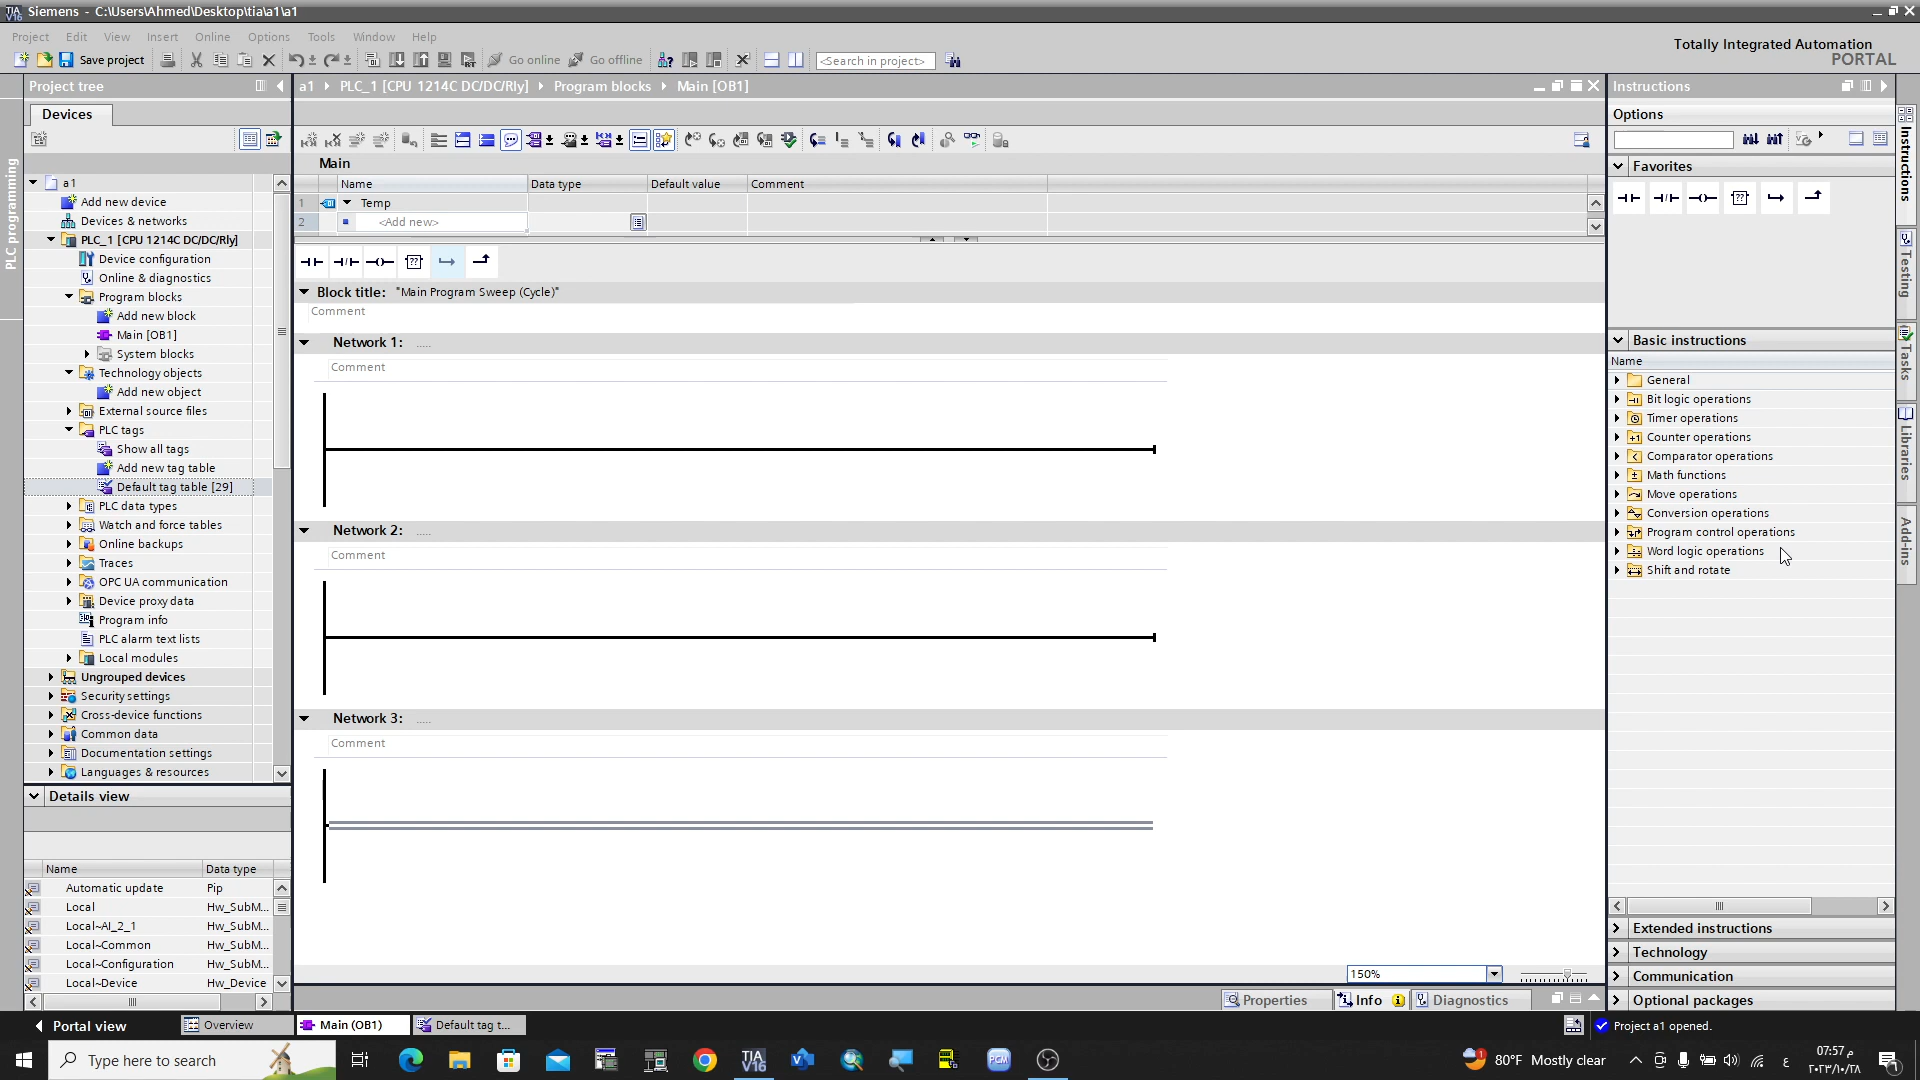 Siemens - C:\Users\Ahmed\Desktop\tia\a1\a1
Project Edit View Insert Online Options Tools Window Help
Save project Go online Go offline <Search in project>
Totally Integrated Automation
PORTAL
Project tree
Devices
PLC programming
a1
Add new device
Devices & networks
PLC_1 [CPU 1214C DC/DC/Rly]
Device configuration
Online & diagnostics
Program blocks
Add new block
Main [OB1]
System blocks
Technology objects
Add new object
External source files
PLC tags
Show all tags
Add new tag table
Default tag table [29]
PLC data types
Watch and force tables
Online backups
Traces
OPC UA communication
Device proxy data
Program info
PLC alarm text lists
Local modules
Ungrouped devices
Security settings
Cross-device functions
Common data
Documentation settings
Languages & resources
Details view
Name Data type
Automatic update Pip
Local Hw_SubM...
Local~AI_2_1 Hw_SubM...
Local~Common Hw_SubM...
Local~Configuration Hw_SubM...
Local~Device Hw_Device
a1 PLC_1 [CPU 1214C DC/DC/Rly] Program blocks Main [OB1]
Main
Name Data type Default value Comment
1 Temp
2 <Add new>
Block title: "Main Program Sweep (Cycle)"
Comment
Network 1: .....
Comment
Network 2: .....
Comment
Network 3: .....
Comment
150%
Properties Info Diagnostics
Instructions
Options
Favorites
Basic instructions
Name
General
Bit logic operations
Timer operations
Counter operations
Comparator operations
Math functions
Move operations
Conversion operations
Program control operations
Word logic operations
Shift and rotate
Extended instructions
Technology
Communication
Optional packages
Instructions
Testing
Tasks
Libraries
Add-ins
Portal view Overview Main (OB1) Default tag t... Project a1 opened.
Type here to search
80°F Mostly clear
ع
07:57 م
٢٠٢٣/١٠/٢٨